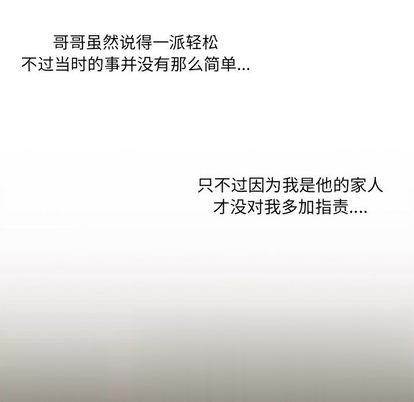 哥哥虽然说得一派轻松
不过当时的事并没有那么简单...
只不过因为我是他的家人
才没对我多加指责....